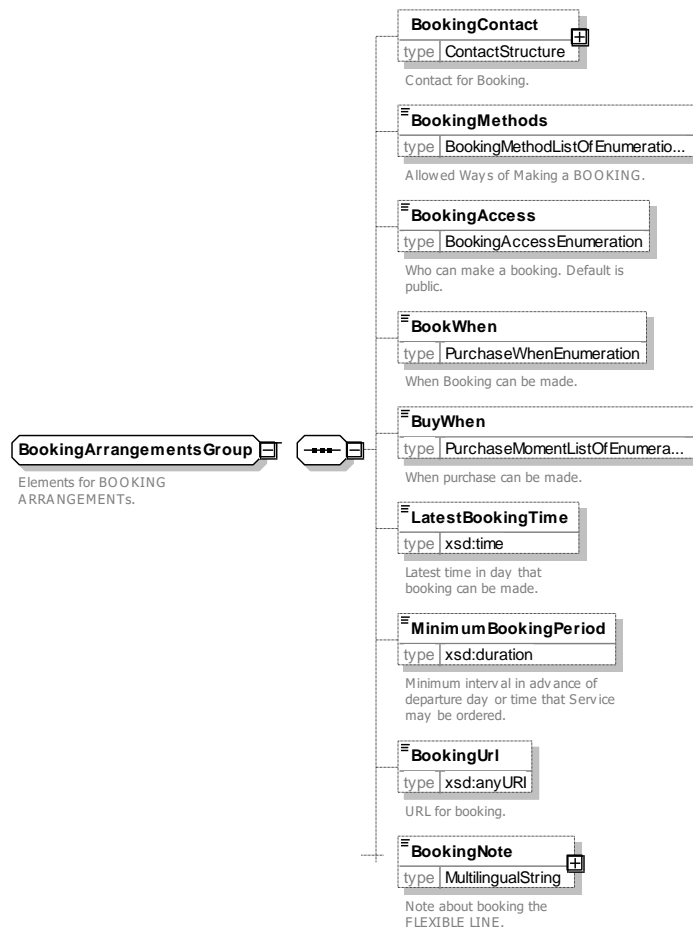 BookingContact
type ContactStructure
Contact for Booking.
BookingMethods
type BookingMethodListOfEnumeratio...
Allowed Ways of Making a BOOKING.
BookingAccess
type BookingAccessEnumeration
Who can make a booking. Default is
public.
BookWhen
type PurchaseWhenEnumeration
When Booking can be made.
BookingArrangementsGroup
Elements for BOOKING
ARRANGEMENTs.
BuyWhen
type PurchaseMomentListOfEnumera...
When purchase can be made.
LatestBookingTime
type xsd:time
Latest time in day that
booking can be made.
MinimumBookingPeriod
type xsd:duration
Minimum interval in advance of
departure day or time that Service
may be ordered.
BookingUrl
type xsd:anyURI
URL for booking.
BookingNote
type MultilingualString
Note about booking the
FLEXIBLE LINE.